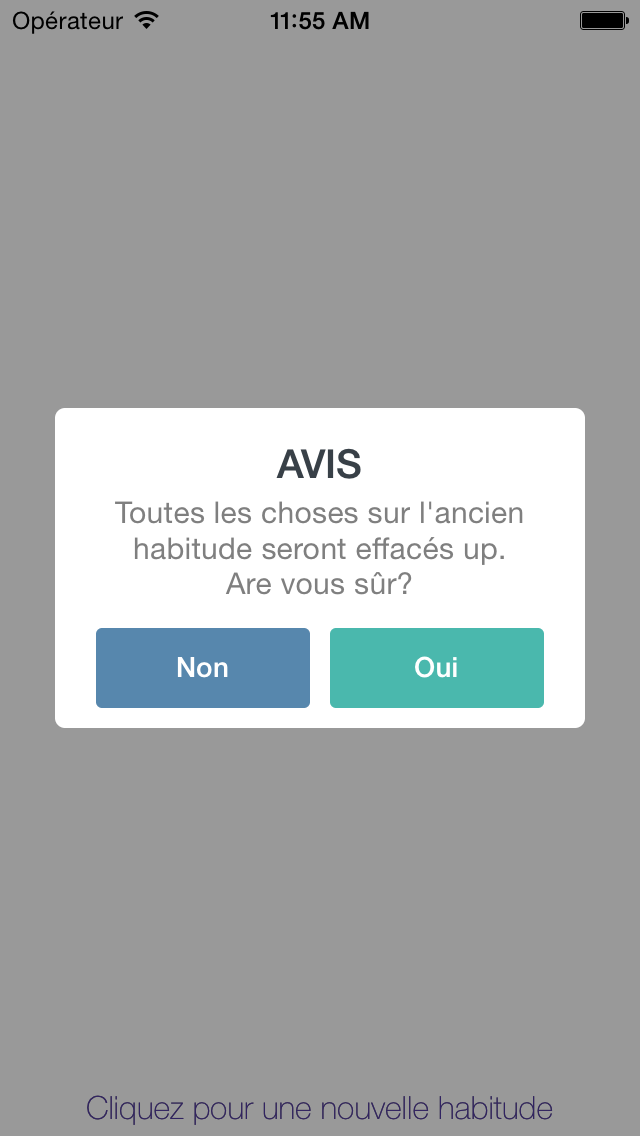 Opérateur 11:55 AM
AVIS
Toutes les choses sur l'ancien
habitude seront effacés up.
Are vous sûr?
Non Oui
Cliquez pour une nouvelle habitude